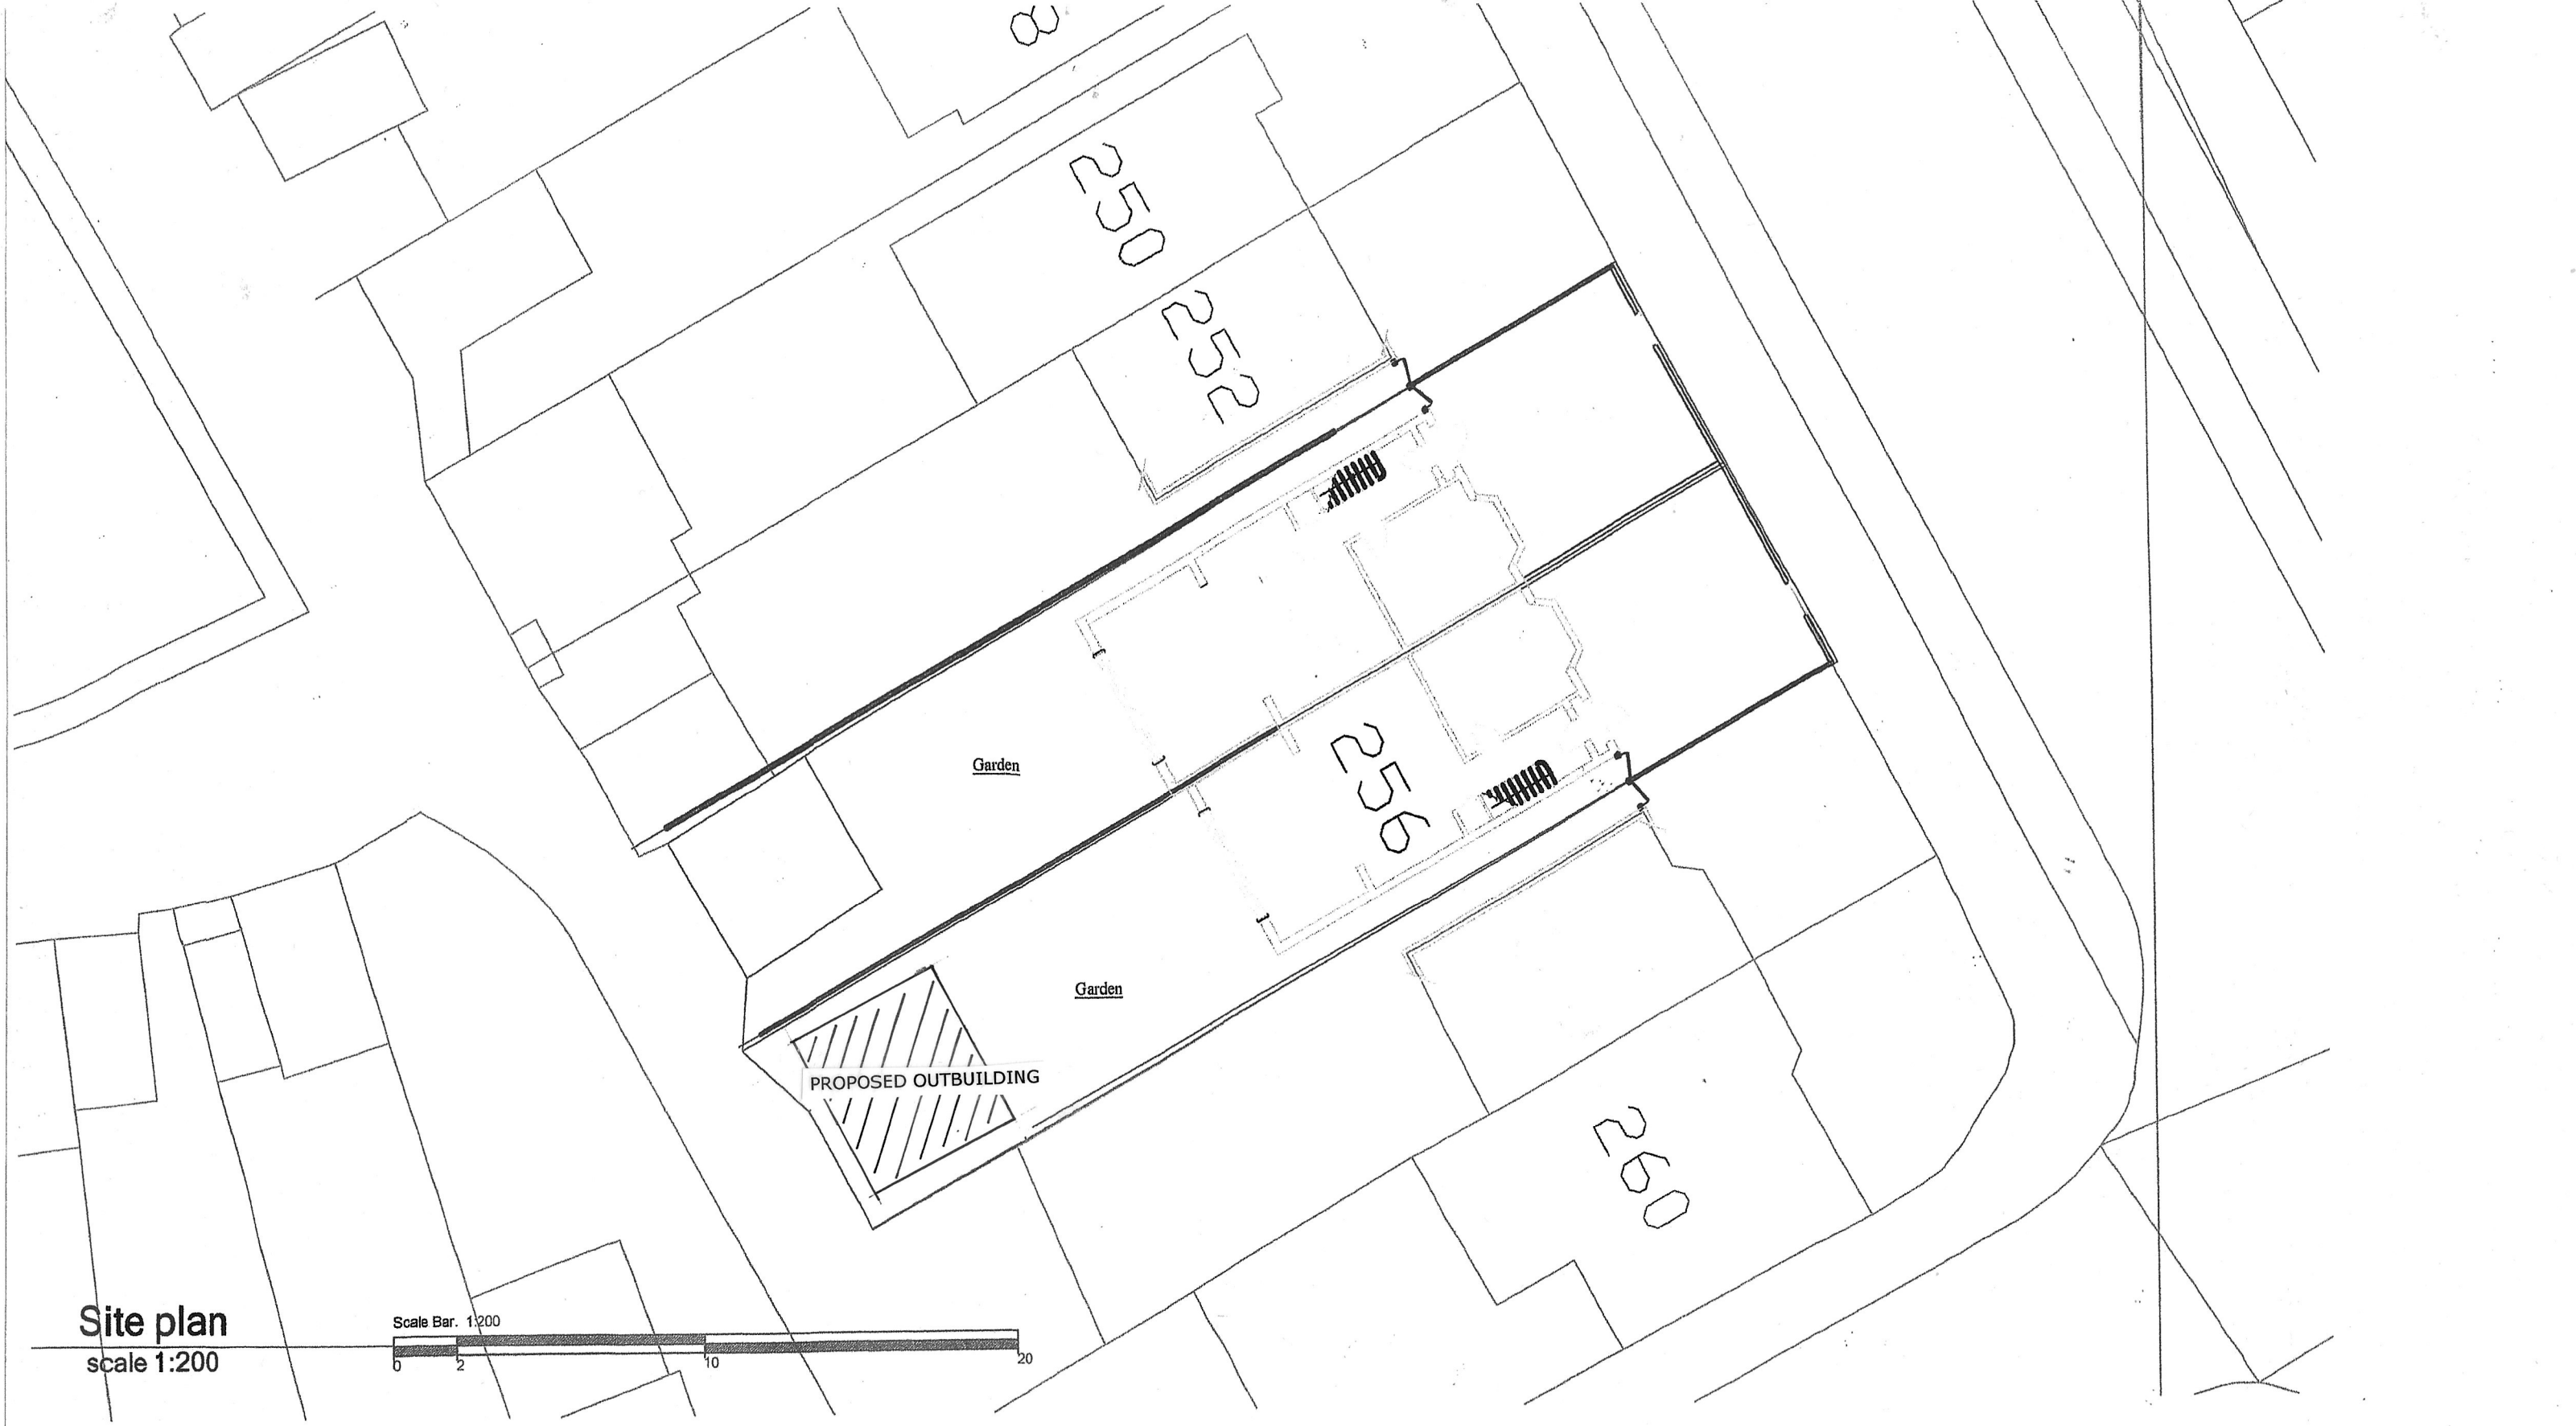 8
250
252
Garden
256
Garden
PROPOSED OUTBUILDING
260
Site plan
scale 1:200
Scale Bar. 1:200
0 2 10 20